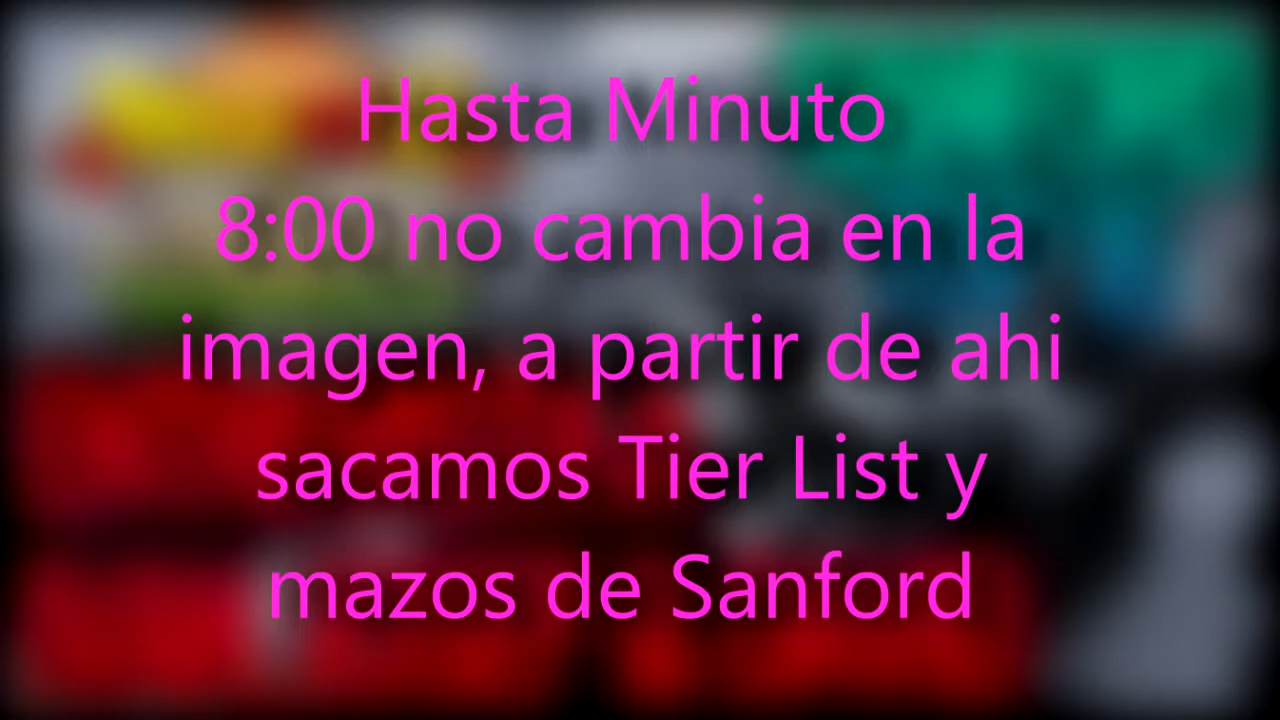 Hasta Minuto
8:00 no cambia en la
imagen, a partir de ahi
sacamos Tier List y
mazos de Sanford